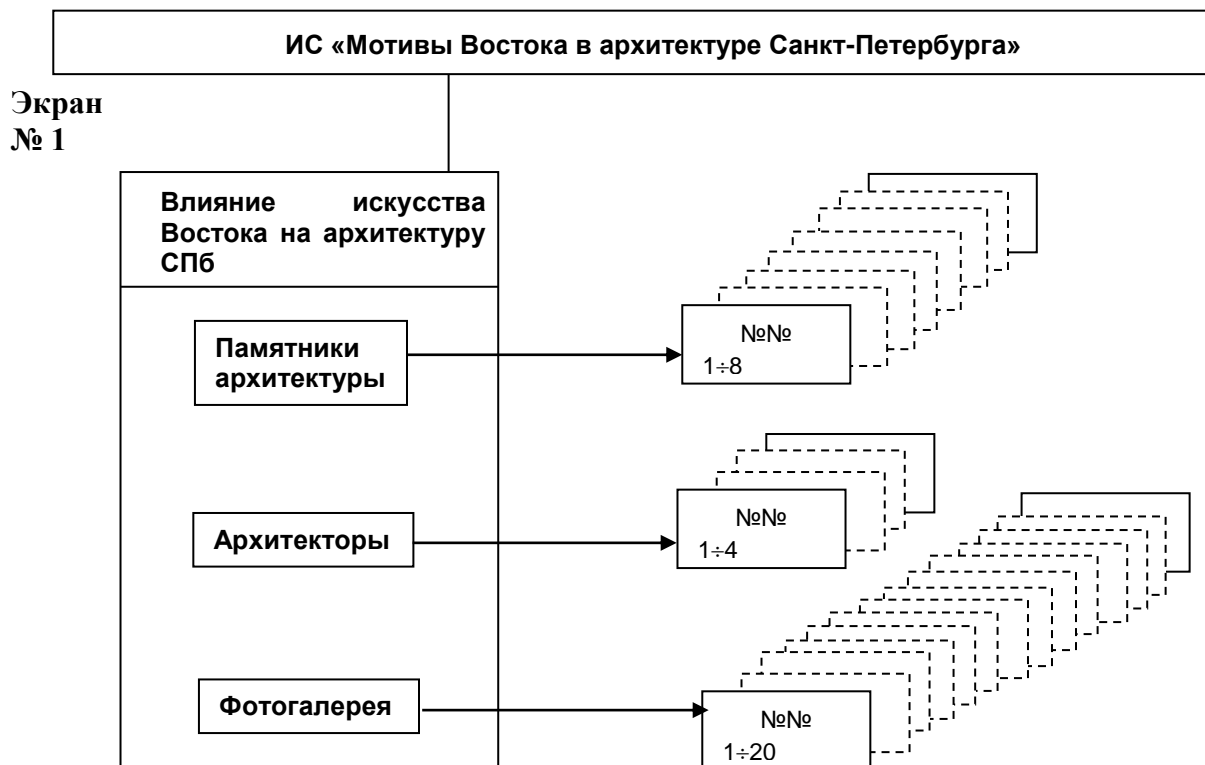 ИС «Мотивы Востока в архитектуре Санкт-Петербурга»
Экран
№ 1
Влияние искусства
Востока на архитектуру
СПб
Памятники
архитектуры
№№
1÷8
Архитекторы
№№
1÷4
Фотогалерея
№№
1÷20